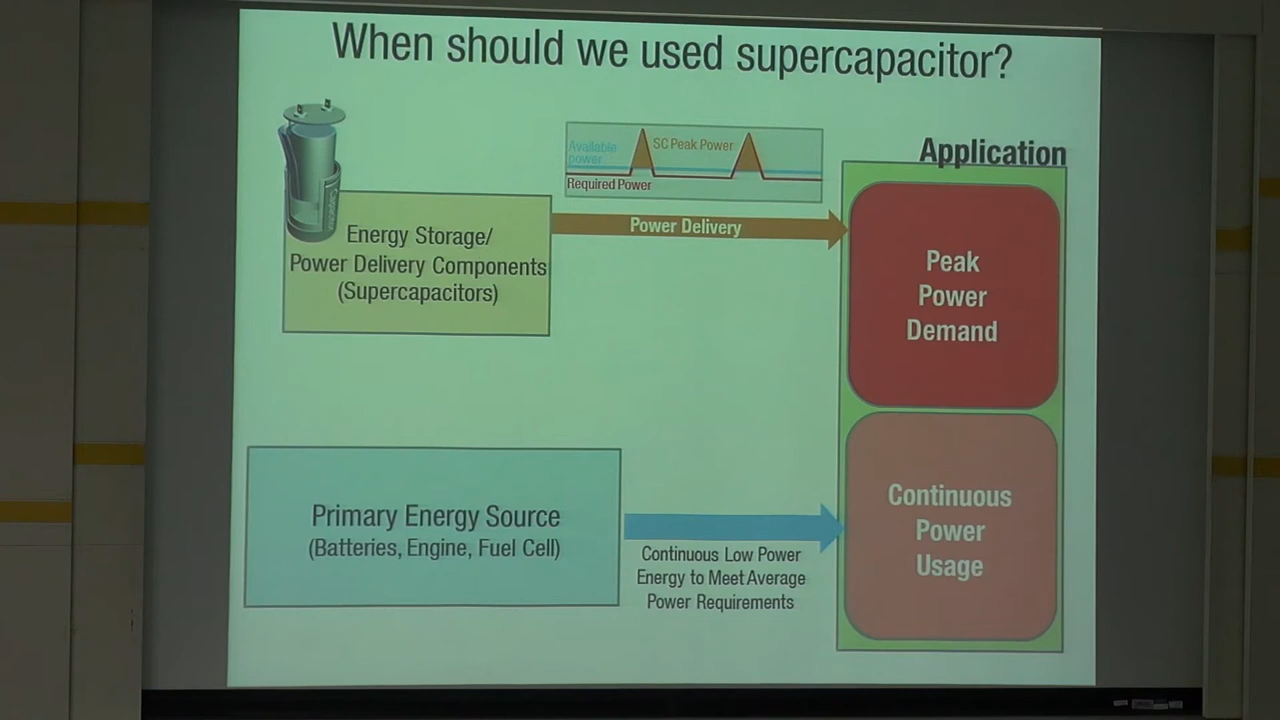 When should we used supercapacitor?
Available
power
SC Peak Power
Required Power
Application
Energy Storage/
Power Delivery Components
(Supercapacitors)
Power Delivery
Peak
Power
Demand
Primary Energy Source
(Batteries, Engine, Fuel Cell)
Continuous Low Power
Energy to Meet Average
Power Requirements
Continuous
Power
Usage